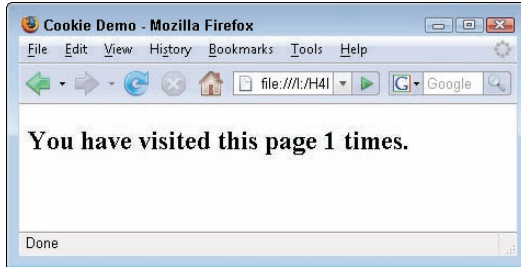 Cookie Demo - Mozilla Firefox
File Edit View History Bookmarks Tools Help
file:///I:/H4I G Google
You have visited this page 1 times.
Done